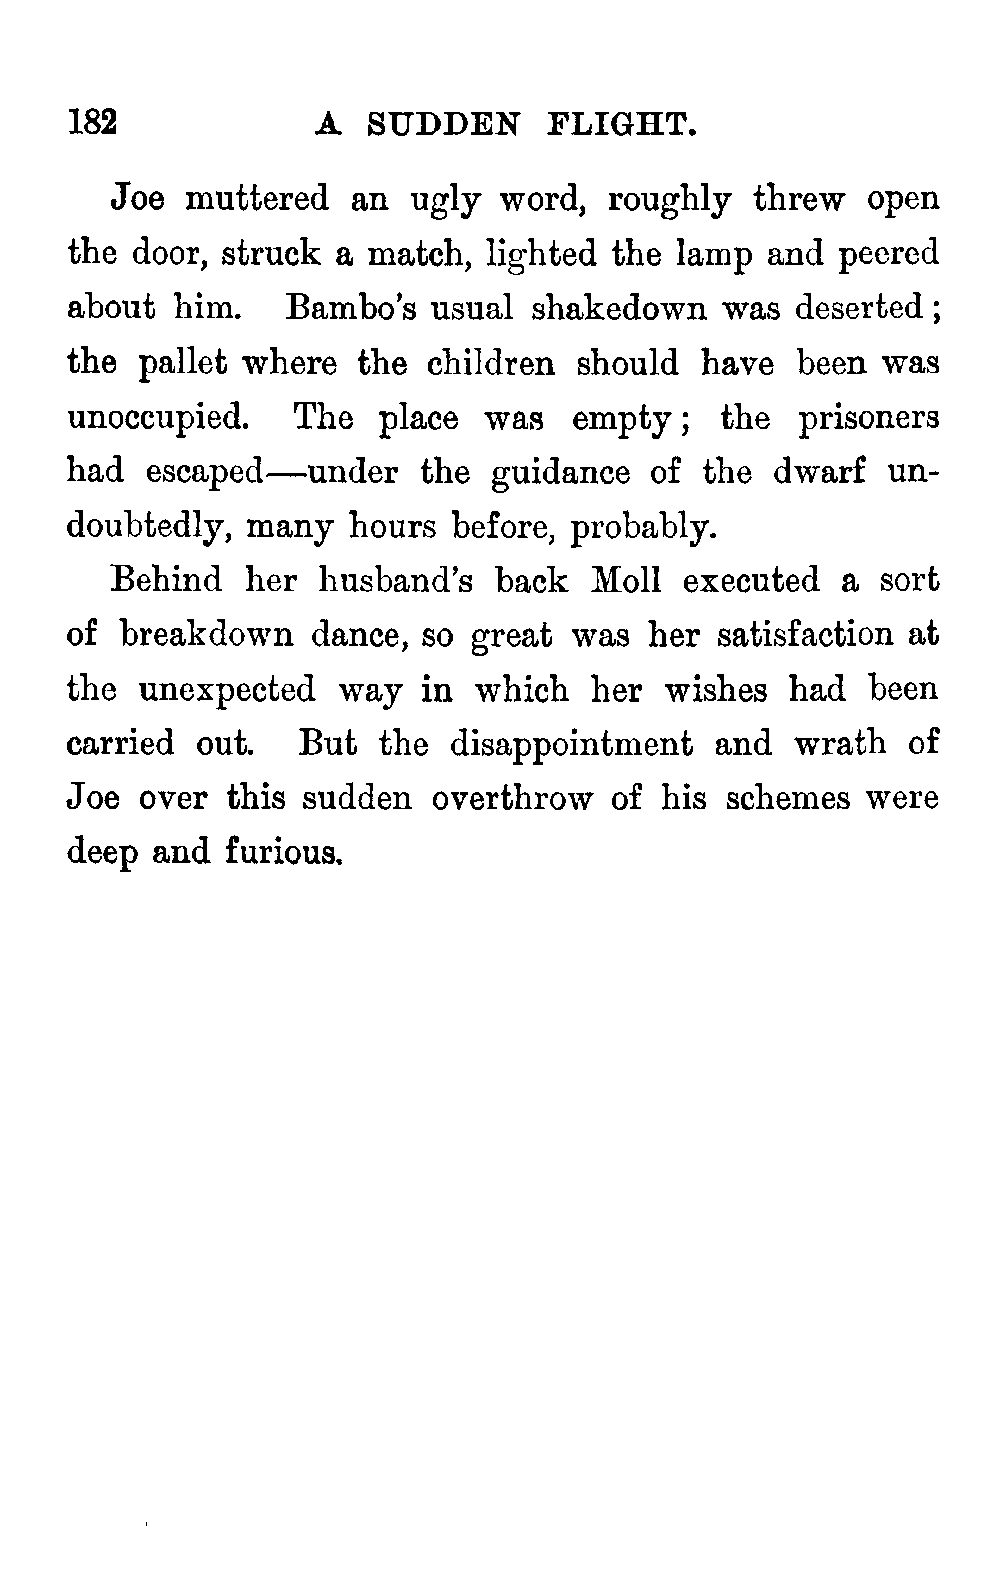 182 A SUDDEN FLIGHT.
Joe muttered an ugly word, roughly threw open
the door, struck a match, lighted the lamp and peered
about him. Bambo's usual shakedown was deserted;
the pallet where the children should have been was
unoccupied. The place was empty; the prisoners
had escaped—under the guidance of the dwarf un-
doubtedly, many hours before, probably.
Behind her husband's back Moll executed a sort
of breakdown dance, so great was her satisfaction at
the unexpected way in which her wishes had been
carried out. But the disappointment and wrath of
Joe over this sudden overthrow of his schemes were
deep and furious.